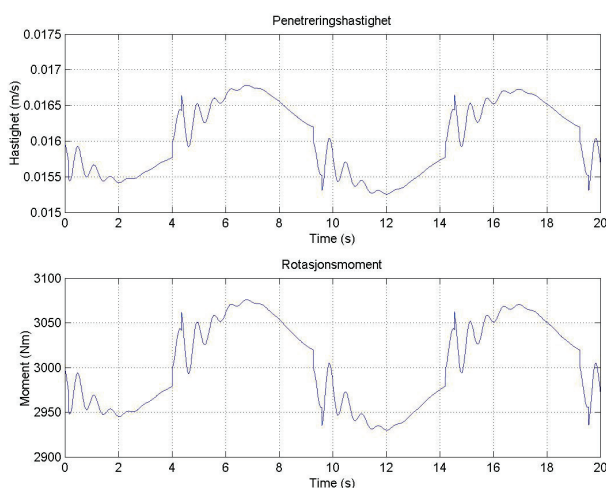 Penetreringshastighet
Hastighet (m/s)
0.0175
0.017
0.0165
0.016
0.0155
0.015
0 2 4 6 8 10 12 14 16 18 20
Time (s)
Rotasjonsmoment
Moment (Nm)
3100
3050
3000
2950
2900
0 2 4 6 8 10 12 14 16 18 20
Time (s)